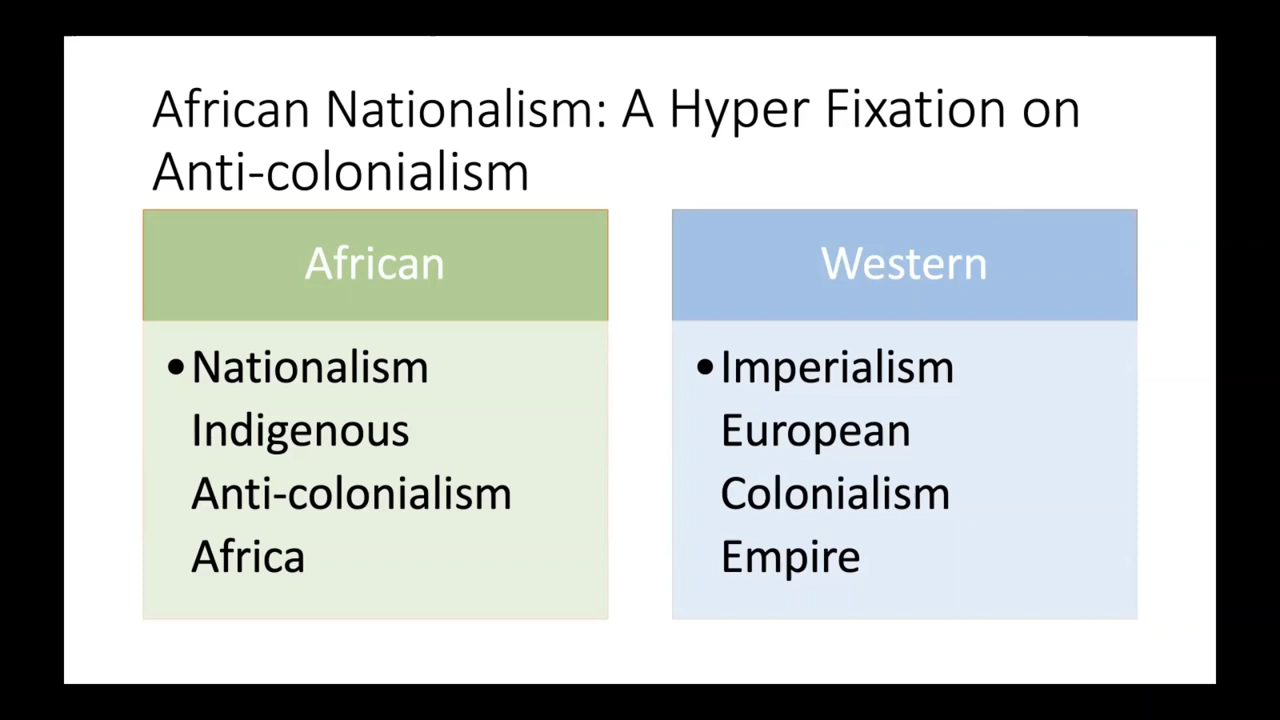 African Nationalism: A Hyper Fixation on
Anti-colonialism
African
•Nationalism
Indigenous
Anti-colonialism
Africa
Western
•Imperialism
European
Colonialism
Empire